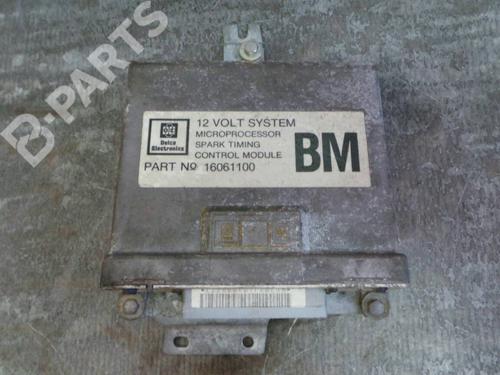 B-PARTS
Delco
Electronics
12 VOLT SYSTEM
MICROPROCESSOR
SPARK TIMING
CONTROL MODULE
BM
PART No 16061100